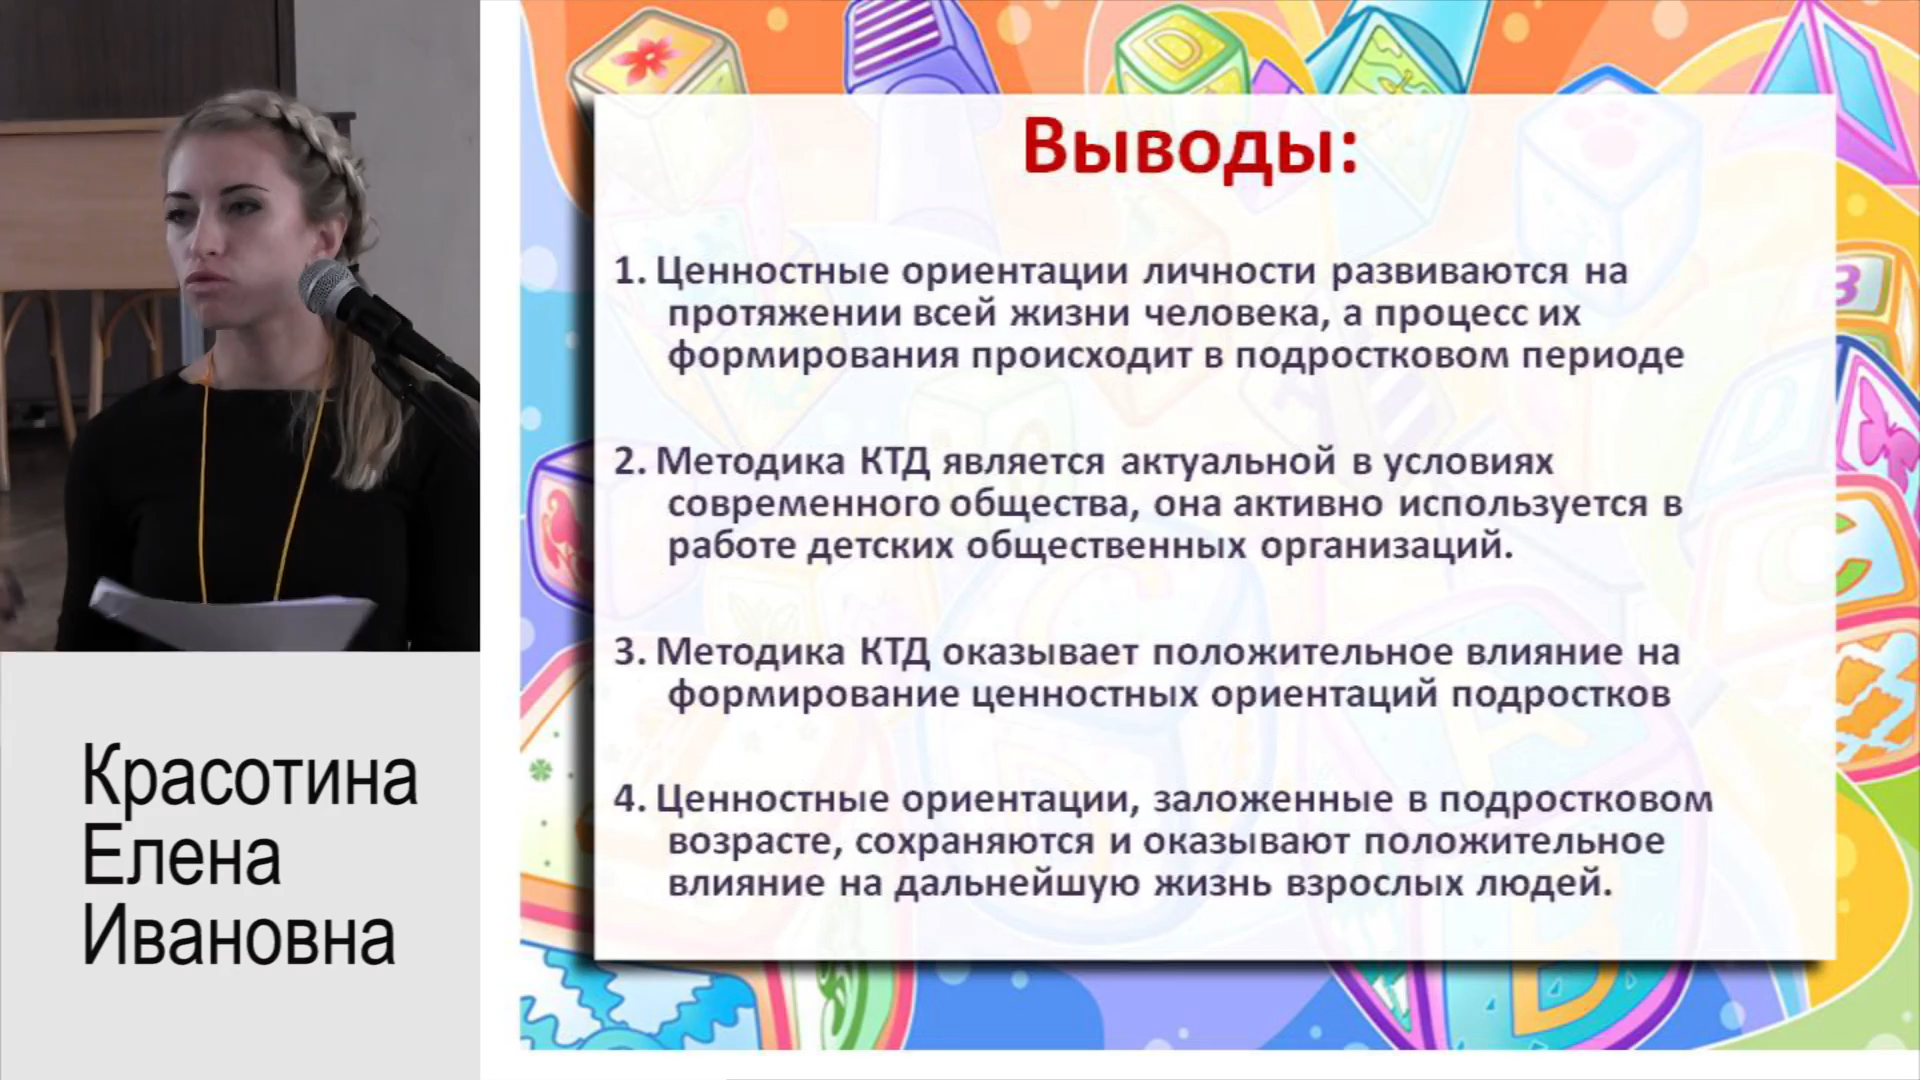 Красотина
Елена
Ивановна
Выводы:
1. Ценностные ориентации личности развиваются на
протяжении всей жизни человека, а процесс их
формирования происходит в подростковом периоде
2. Методика КТД является актуальной в условиях
современного общества, она активно используется в
работе детских общественных организаций.
3. Методика КТД оказывает положительное влияние на
формирование ценностных ориентаций подростков
4. Ценностные ориентации, заложенные в подростковом
возрасте, сохраняются и оказывают положительное
влияние на дальнейшую жизнь взрослых людей.